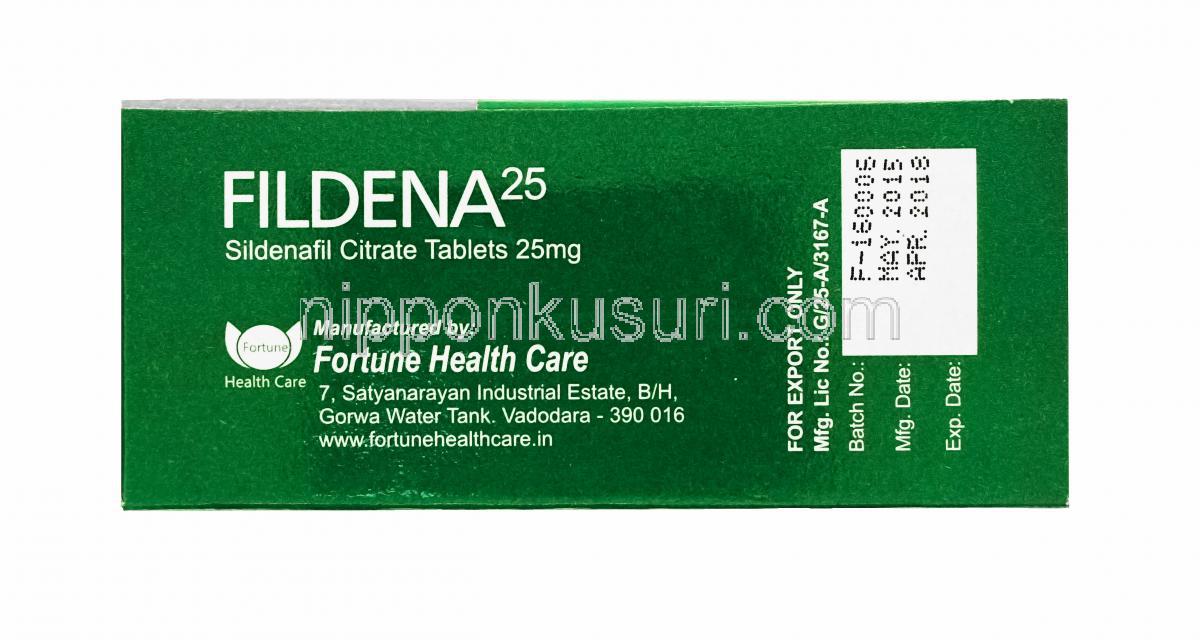 FILDENA25
Sildenafil Citrate Tablets 25mg
nipponkusuri.com
Fortune
Health Care
Manufactured by:
Fortune Health Care
7, Satyanarayan Industrial Estate, B/H,
Gorwa Water Tank. Vadodara - 390 016
www.fortunehealthcare.in
FOR EXPORT ONLY
Mfg. Lic No.: G/25-A/3167-A
Batch No.: F-160005
Mfg. Date: MAY. 2015
Exp. Date: APR. 2018